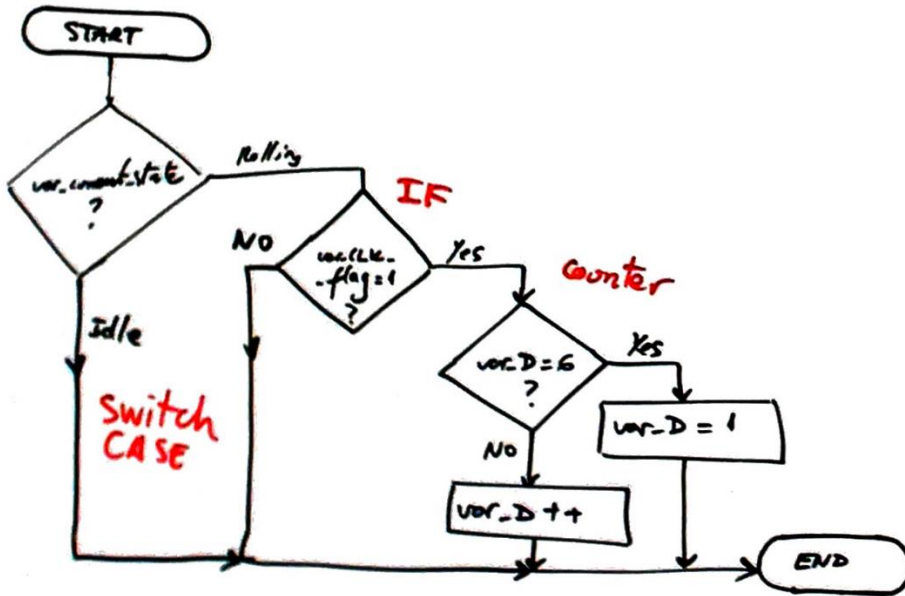 START
var_current_state
?
Rolling
IF
NO
var_CLK_
_flag=1
?
Yes
Counter
Idle
var_D=6
?
Yes
Switch
CASE
var_D = 1
NO
var_D ++
END